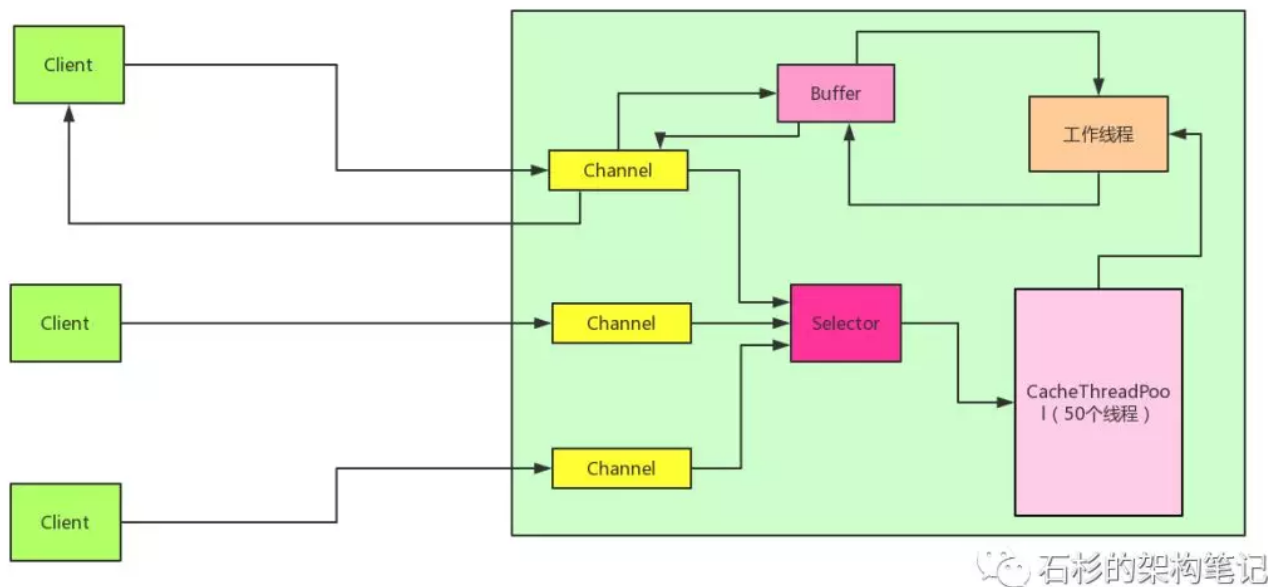 Client
Buffer
工作线程
Channel
Client
Channel
Selector
CacheThreadPoo
l（50个线程）
Channel
Client
石杉的架构笔记